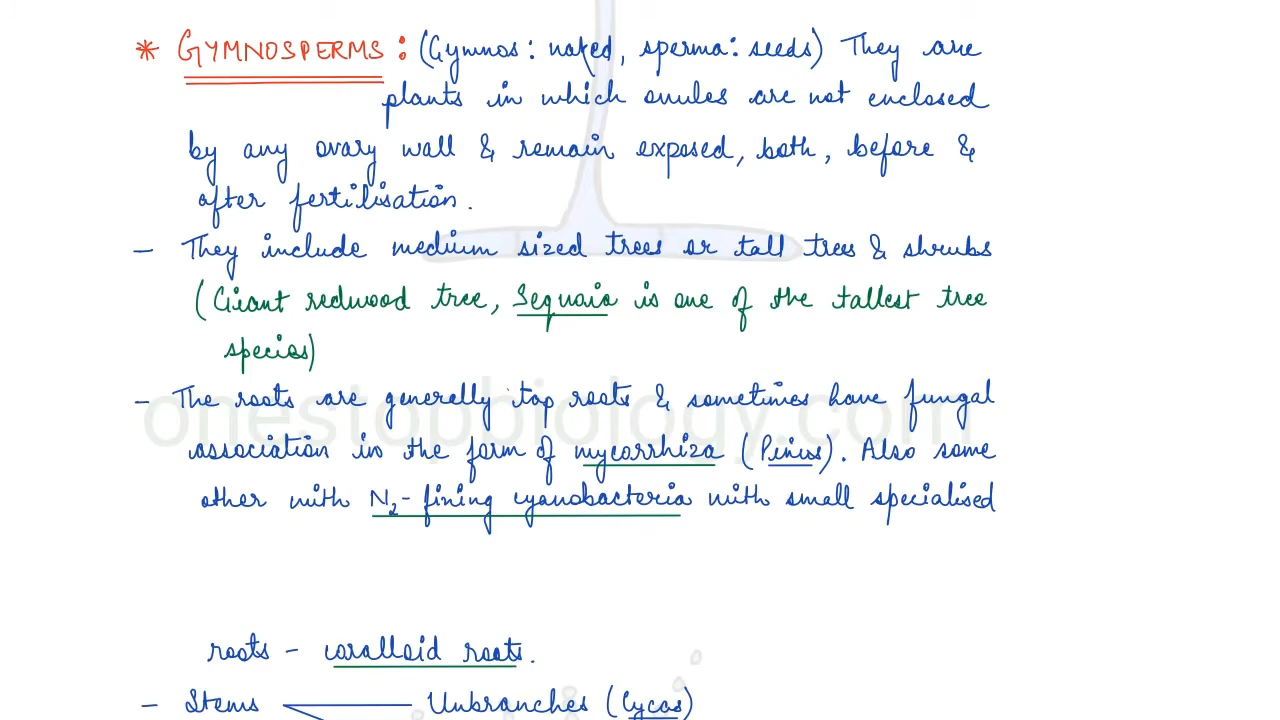 * GYMNOSPERMS : (Gymnos : naked, sperma : seeds) They are
plants in which ovules are not enclosed
by any ovary wall & remain exposed, both, before &
after fertilisation.
- They include medium sized trees or tall trees & shrubs
(Giant redwood tree, Sequoia is one of the tallest tree
species)
- The roots are generally tap roots & sometimes have fungal
association in the form of mycorrhiza (Pinus). Also some
other with N₂-fixing cyanobacteria with small specialised
roots - coralloid roots.
- Stems Unbranches (Cycas)
onestopbiology.com